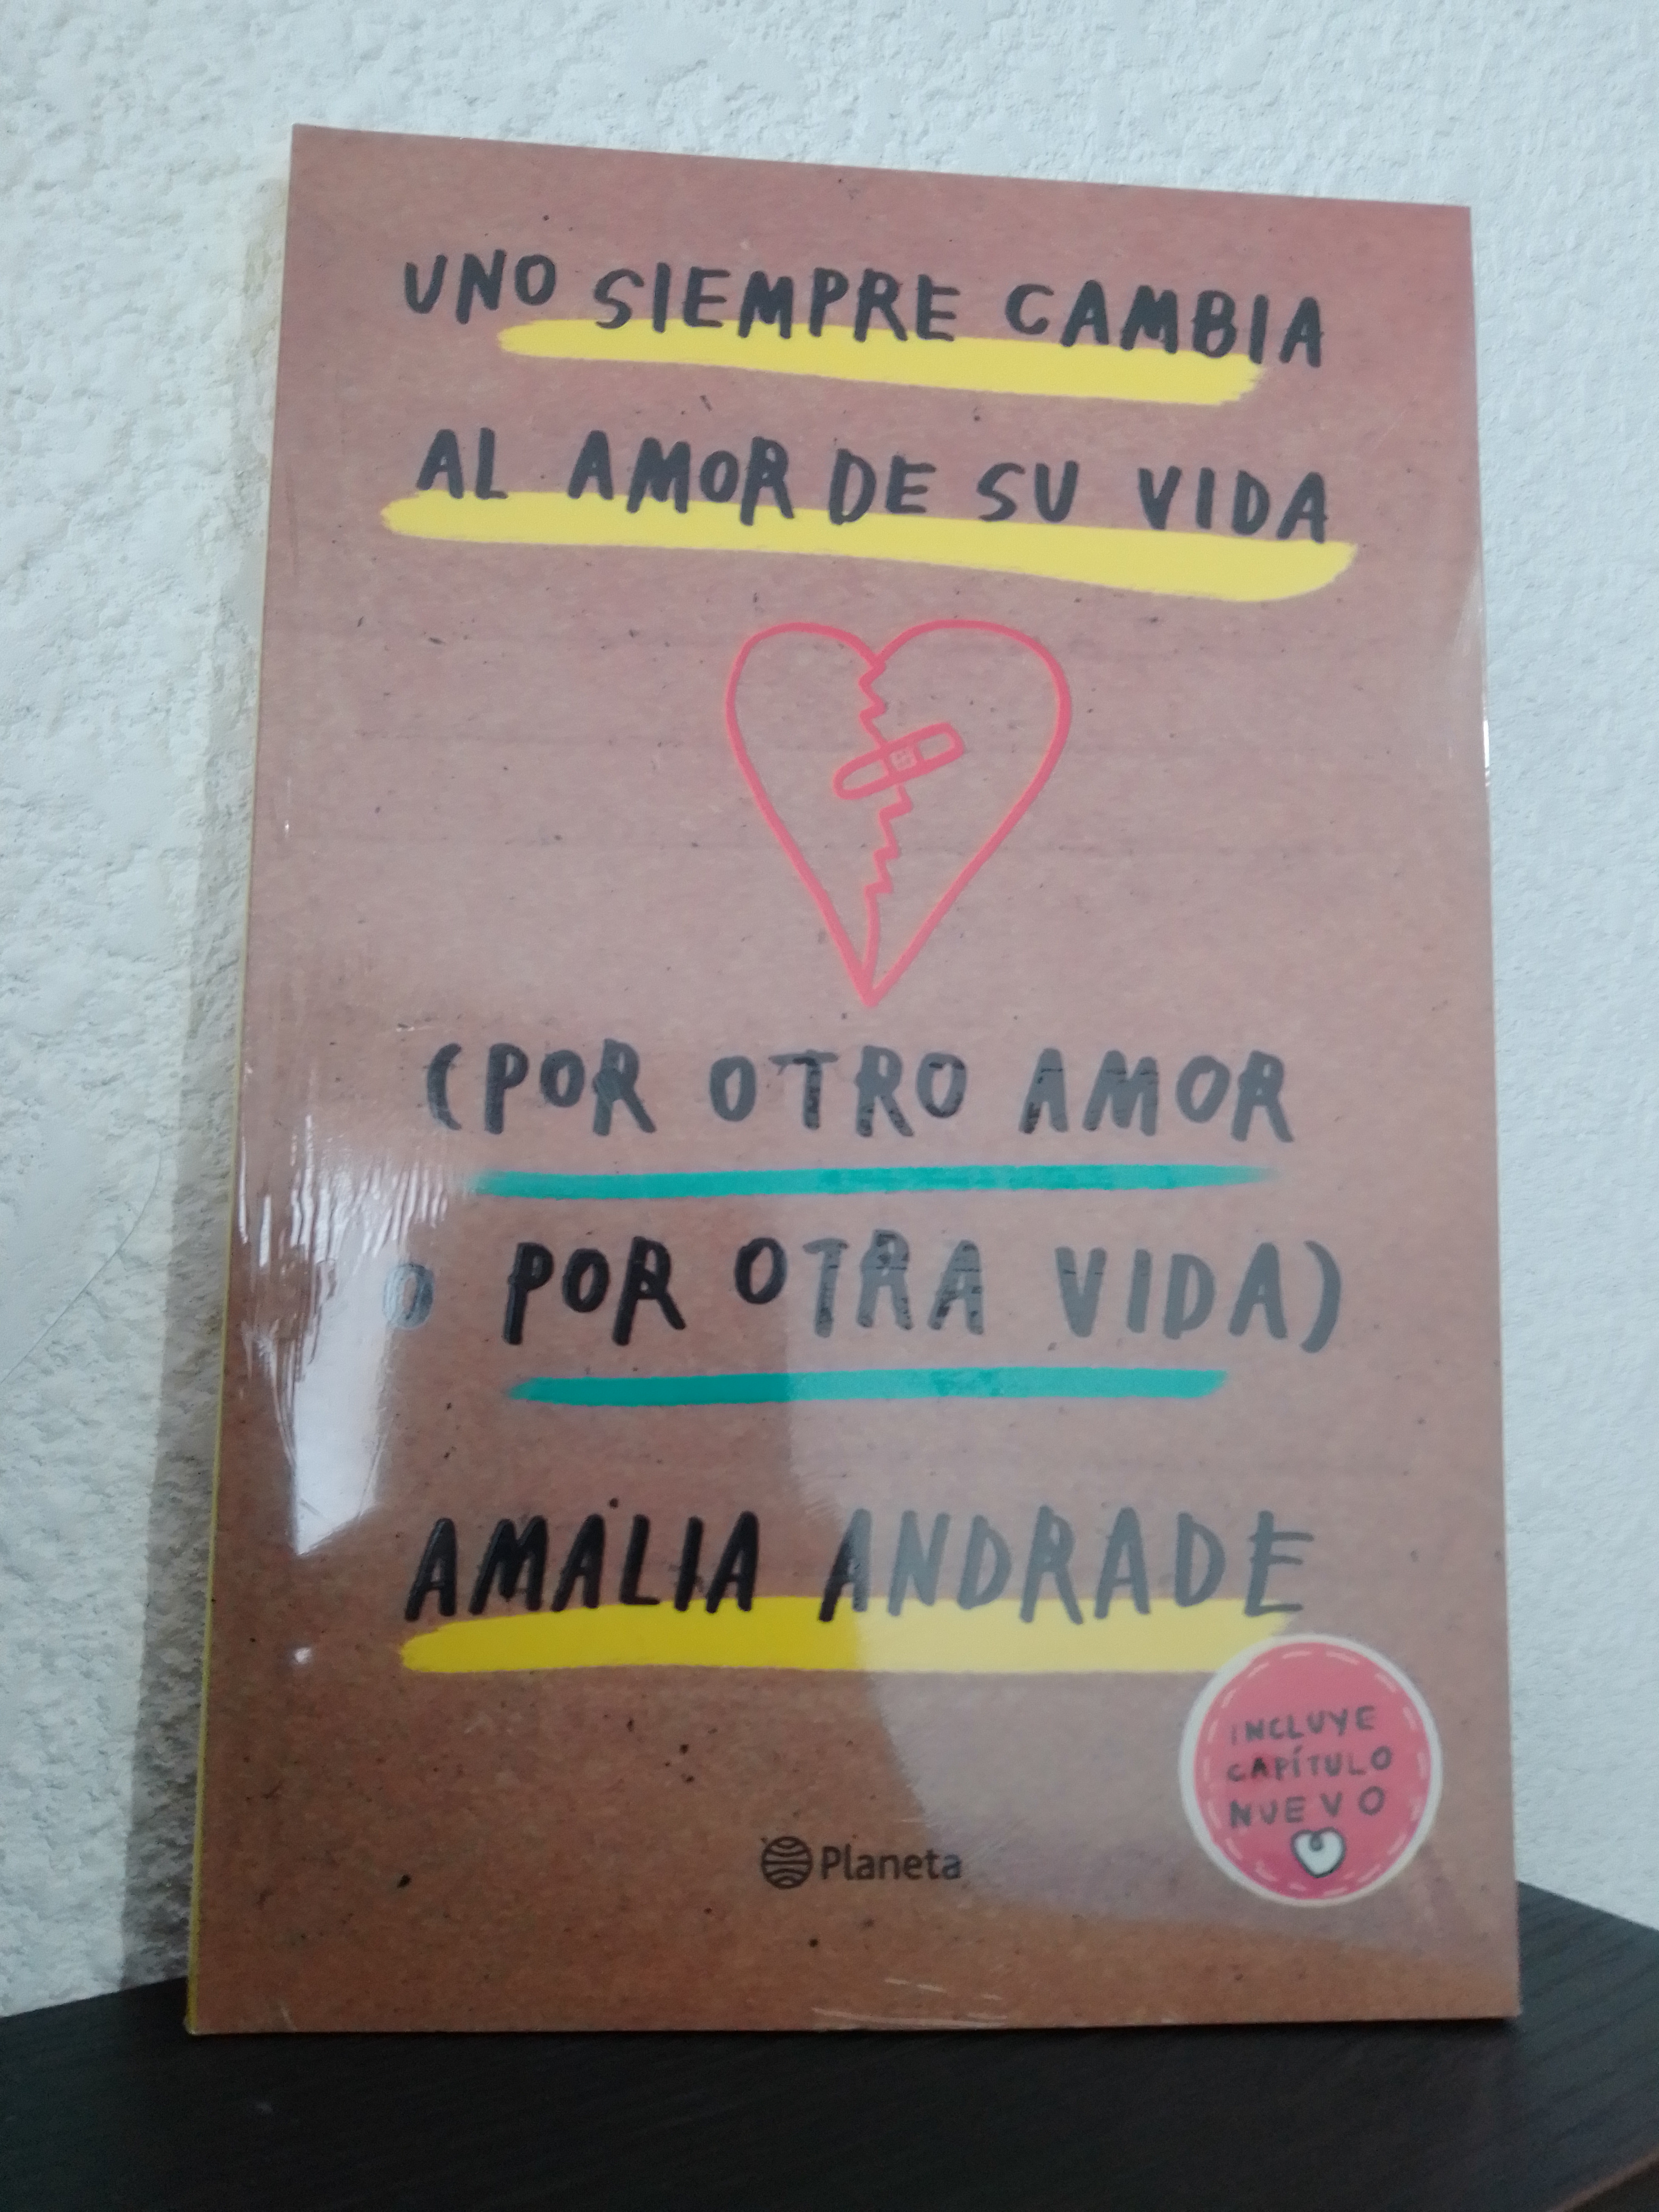 UNO SIEMPRE CAMBIA
AL AMOR DE SU VIDA
(POR OTRO AMOR
O POR OTRA VIDA)
AMALIA ANDRADE
INCLUYE
CAPÍTULO
NUEVO
Planeta